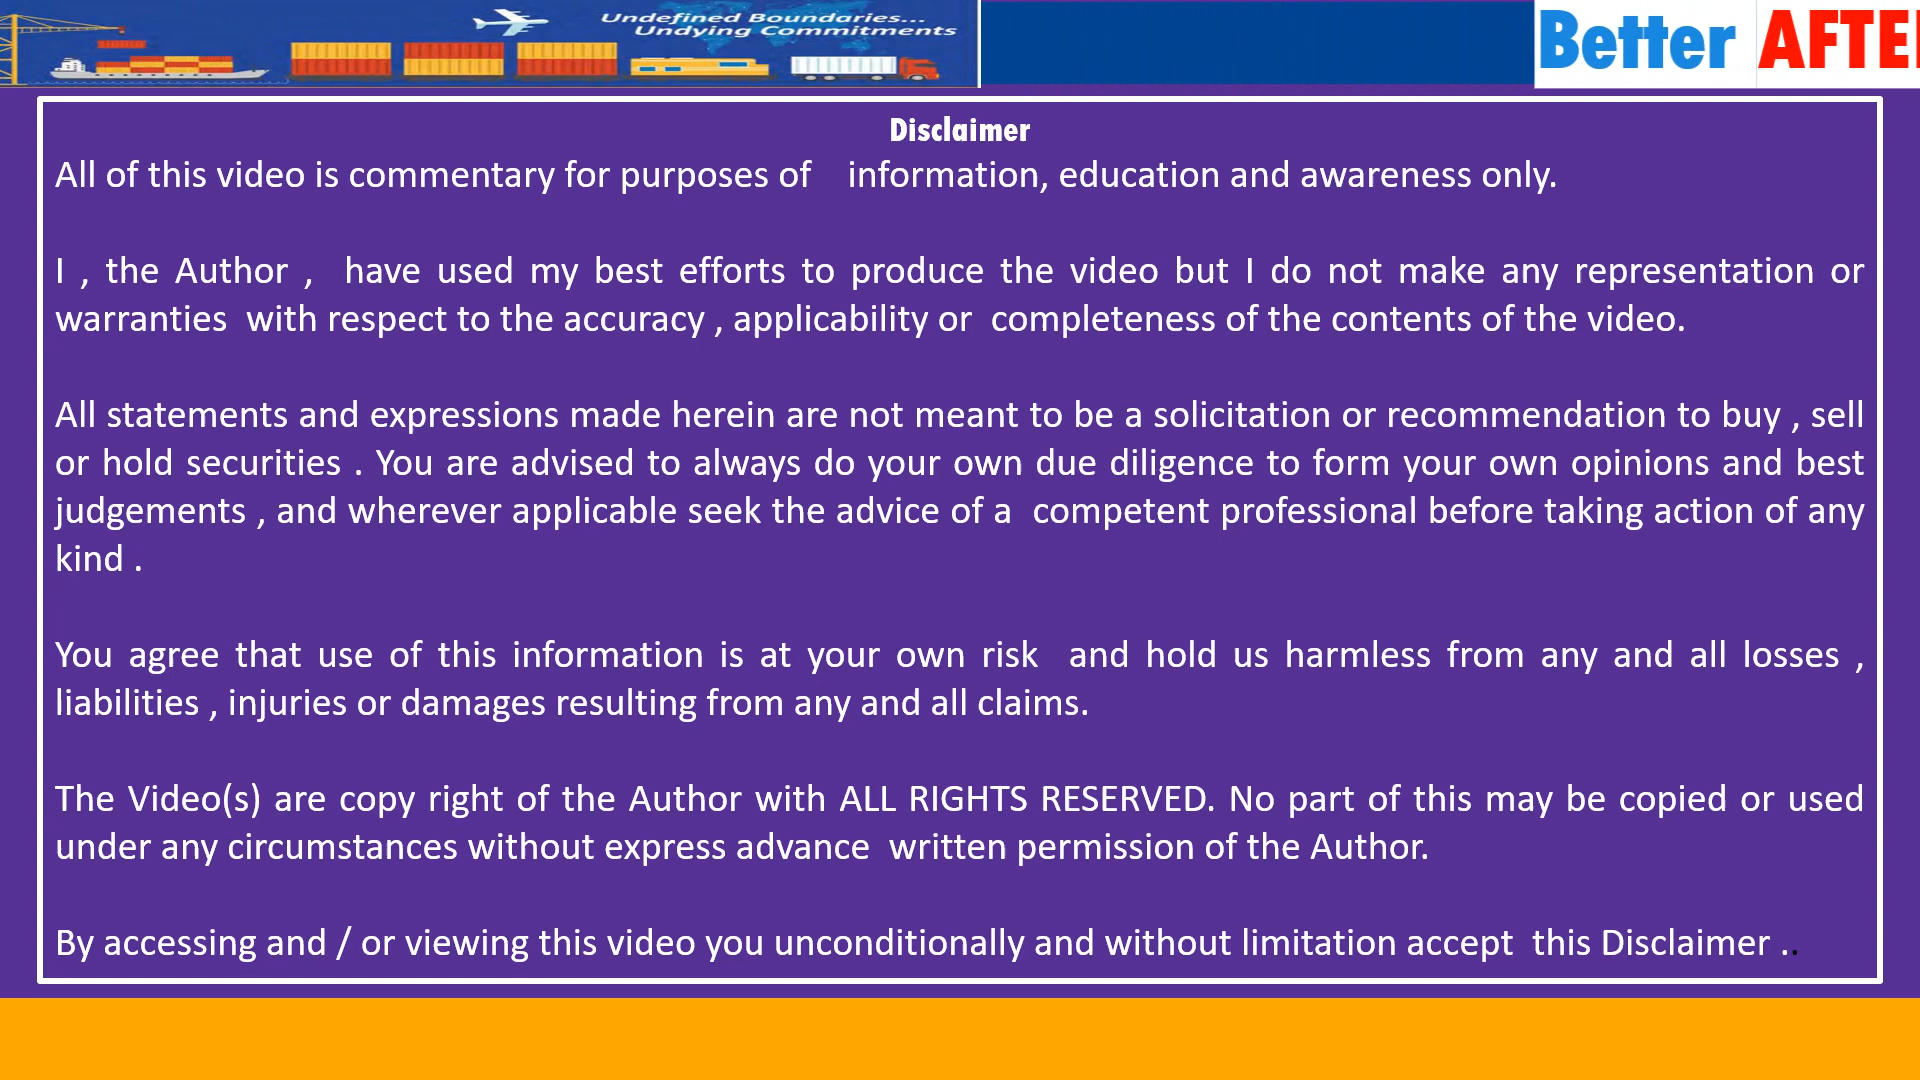 Undefined Boundaries...
Undying Commitments
Better AFTE
Disclaimer
All of this video is commentary for purposes of information, education and awareness only.
I , the Author , have used my best efforts to produce the video but I do not make any representation or
warranties with respect to the accuracy , applicability or completeness of the contents of the video.
All statements and expressions made herein are not meant to be a solicitation or recommendation to buy , sell
or hold securities . You are advised to always do your own due diligence to form your own opinions and best
judgements , and wherever applicable seek the advice of a competent professional before taking action of any
kind .
You agree that use of this information is at your own risk and hold us harmless from any and all losses ,
liabilities , injuries or damages resulting from any and all claims.
The Video(s) are copy right of the Author with ALL RIGHTS RESERVED. No part of this may be copied or used
under any circumstances without express advance written permission of the Author.
By accessing and / or viewing this video you unconditionally and without limitation accept this Disclaimer ..